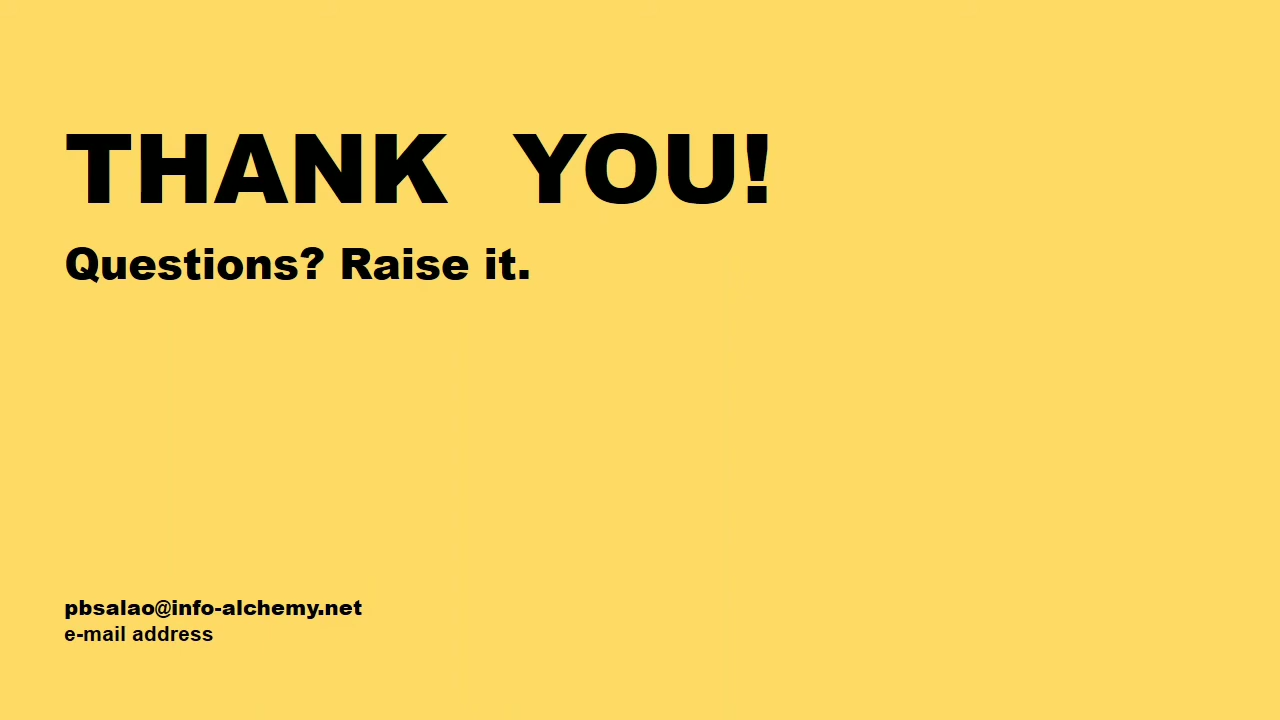 THANK YOU!
Questions? Raise it.
pbsalao@info-alchemy.net
e-mail address